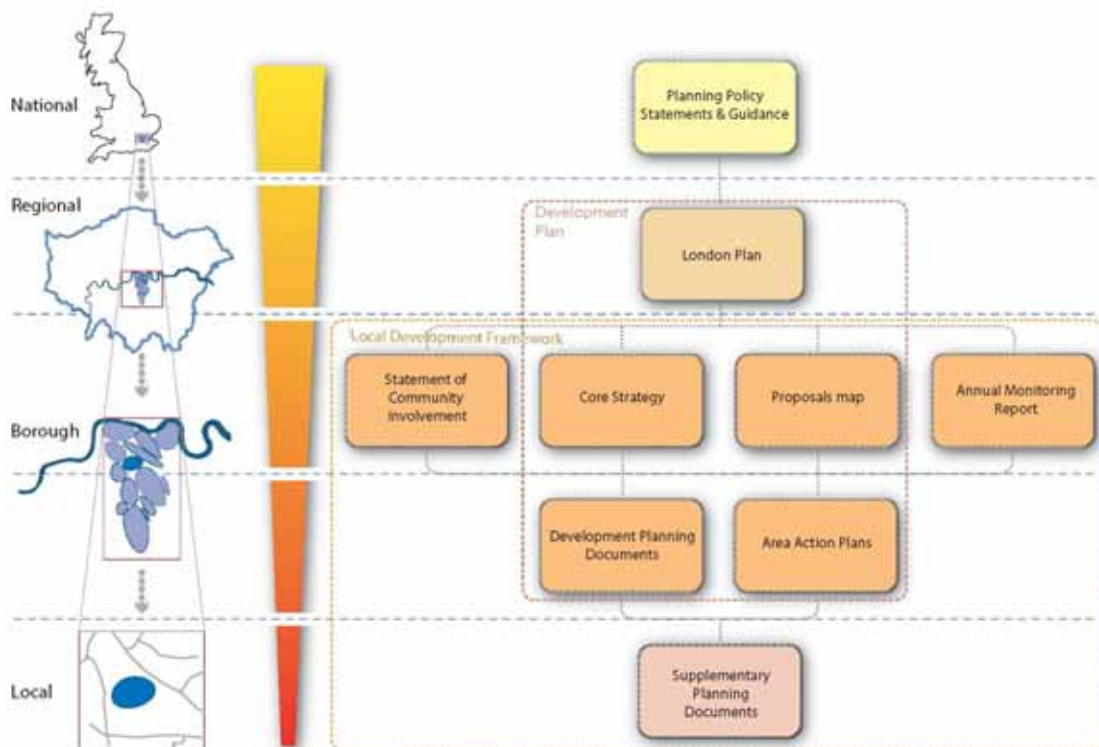 National
Planning Policy
Statements & Guidance
Regional
Development
Plan
London Plan
Local Development Framework
Statement of
Community
Involvement
Core Strategy
Proposals map
Annual Monitoring
Report
Borough
Development Planning
Documents
Area Action Plans
Local
Supplementary
Planning
Documents